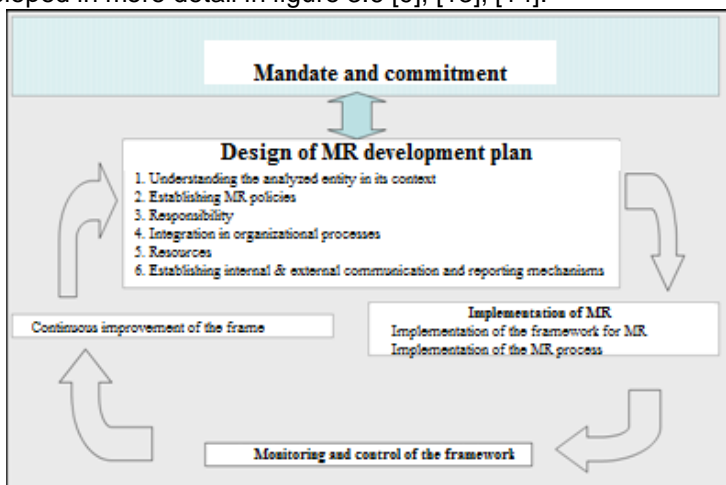 Mandate and commitment
Design of MR development plan
1. Understanding the analyzed entity in its context
2. Establishing MR policies
3. Responsibility
4. Integration in organizational processes
5. Resources
6. Establishing internal & external communication and reporting mechanisms
Implementation of MR
Implementation of the framework for MR
Implementation of the MR process
Continuous improvement of the frame
Monitoring and control of the framework